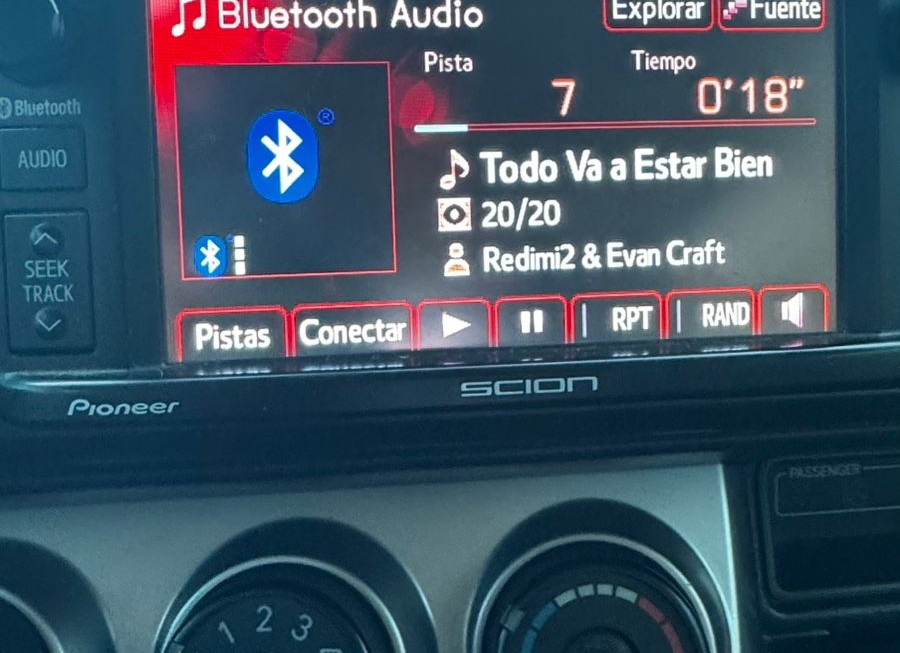 Bluetooth Audio
Explorar
Fuente
Pista
Tiempo
7
0'18"
®
Todo Va a Estar Bien
20/20
Redimi2 & Evan Craft
Pistas
Conectar
RPT
RAND
Bluetooth
AUDIO
SEEK
TRACK
Pioneer
SCION
PASSENGER
1 2 3